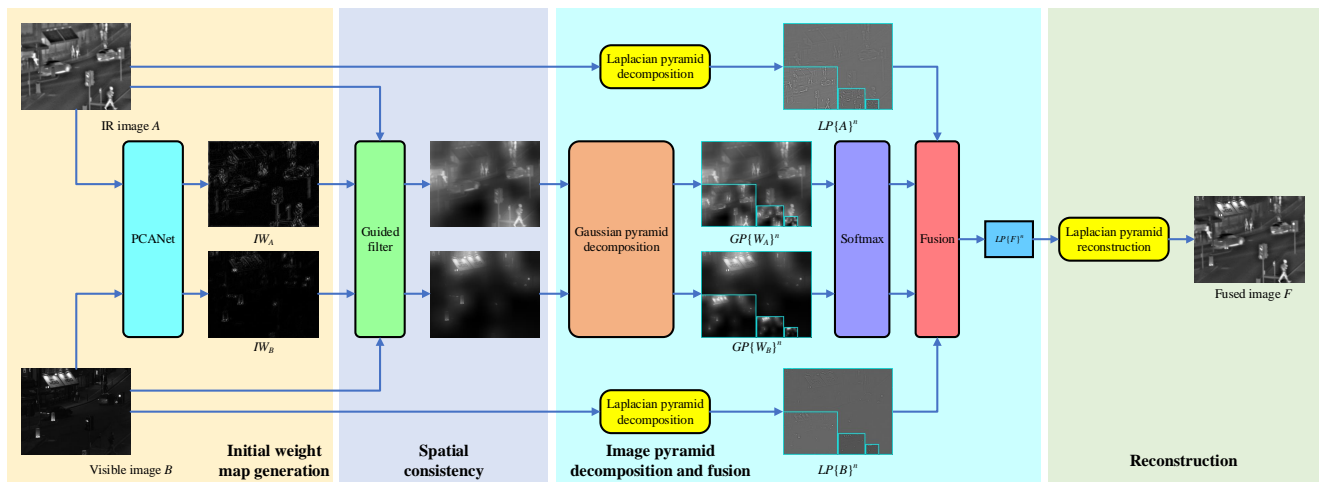 IR image A
PCANet
IW_A
IW_B
Visible image B
Initial weight
map generation
Guided
filter
Spatial
consistency
Laplacian pyramid
decomposition
LP{A}^n
Gaussian pyramid
decomposition
GP{W_A}^n
GP{W_B}^n
Softmax
Fusion
LP{F}^n
Laplacian pyramid
decomposition
LP{B}^n
Image pyramid
decomposition and fusion
Laplacian pyramid
reconstruction
Fused image F
Reconstruction